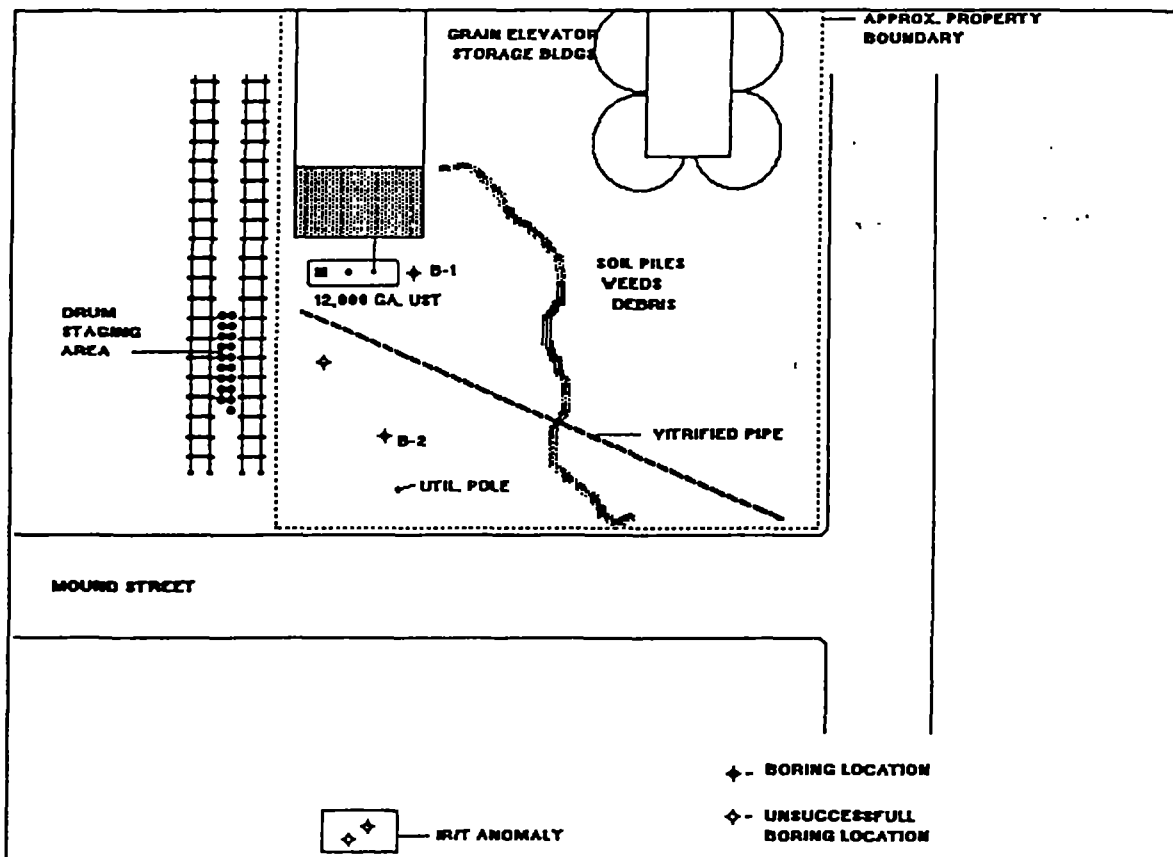 GRAIN ELEVATOR
STORAGE BLDGS
APPROX. PROPERTY
BOUNDARY
B-1
12,000 GA. UST
SOIL PILES
WEEDS
DEBRIS
DRUM
STAGING
AREA
B-2
VITRIFIED PIPE
UTIL. POLE
MOUND STREET
- BORING LOCATION
- UNSUCCESSFULL
BORING LOCATION
IR/T ANOMALY